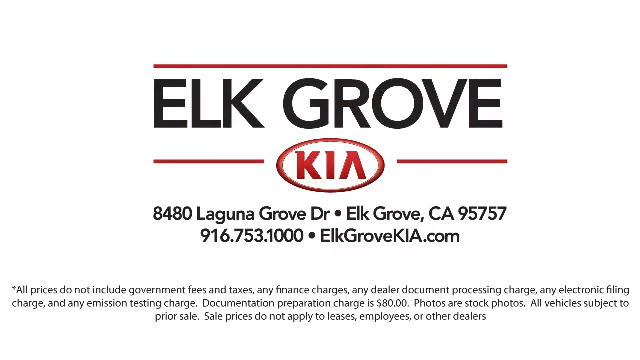 ELK GROVE
KIA
8480 Laguna Grove Dr • Elk Grove, CA 95757
916.753.1000 • ElkGroveKIA.com
*All prices do not include government fees and taxes, any finance charges, any dealer document processing charge, any electronic filing
charge, and any emission testing charge. Documentation preparation charge is $80.00. Photos are stock photos. All vehicles subject to
prior sale. Sale prices do not apply to leases, employees, or other dealers